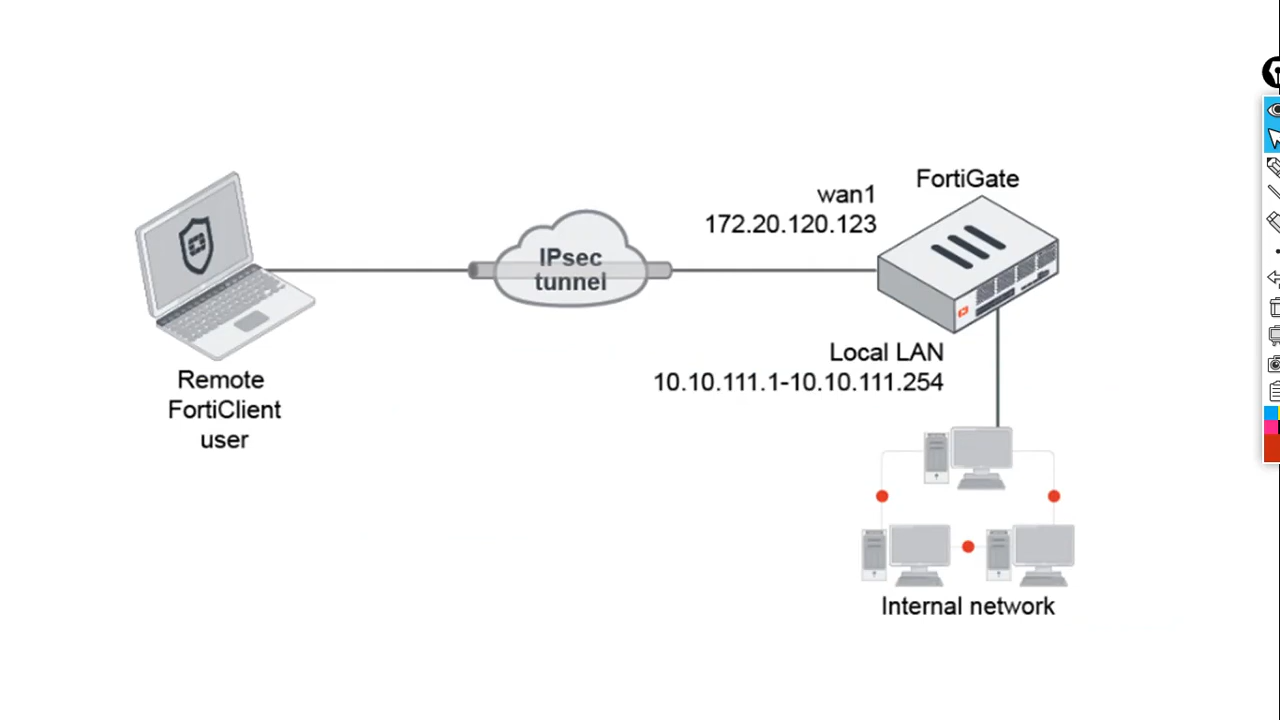 FortiGate
wan1
172.20.120.123
IPsec
tunnel
Local LAN
10.10.111.1-10.10.111.254
Remote
FortiClient
user
Internal network